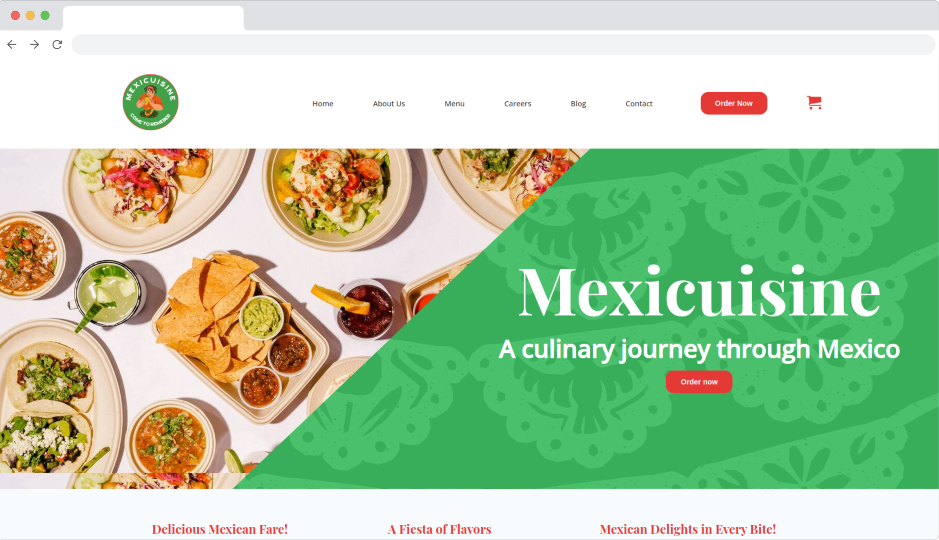 MEXICUISINE
COME TO REMEMBER
Home
About Us
Menu
Careers
Blog
Contact
Order Now
Mexicuisine
A culinary journey through Mexico
Order now
Delicious Mexican Fare!
A Fiesta of Flavors
Mexican Delights in Every Bite!